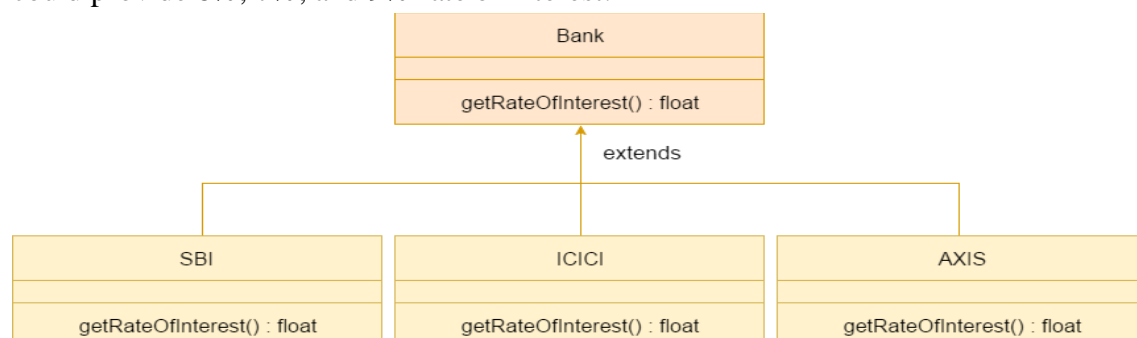 Bank
getRateOfInterest() : float
extends
SBI
ICICI
AXIS
getRateOfInterest() : float
getRateOfInterest() : float
getRateOfInterest() : float